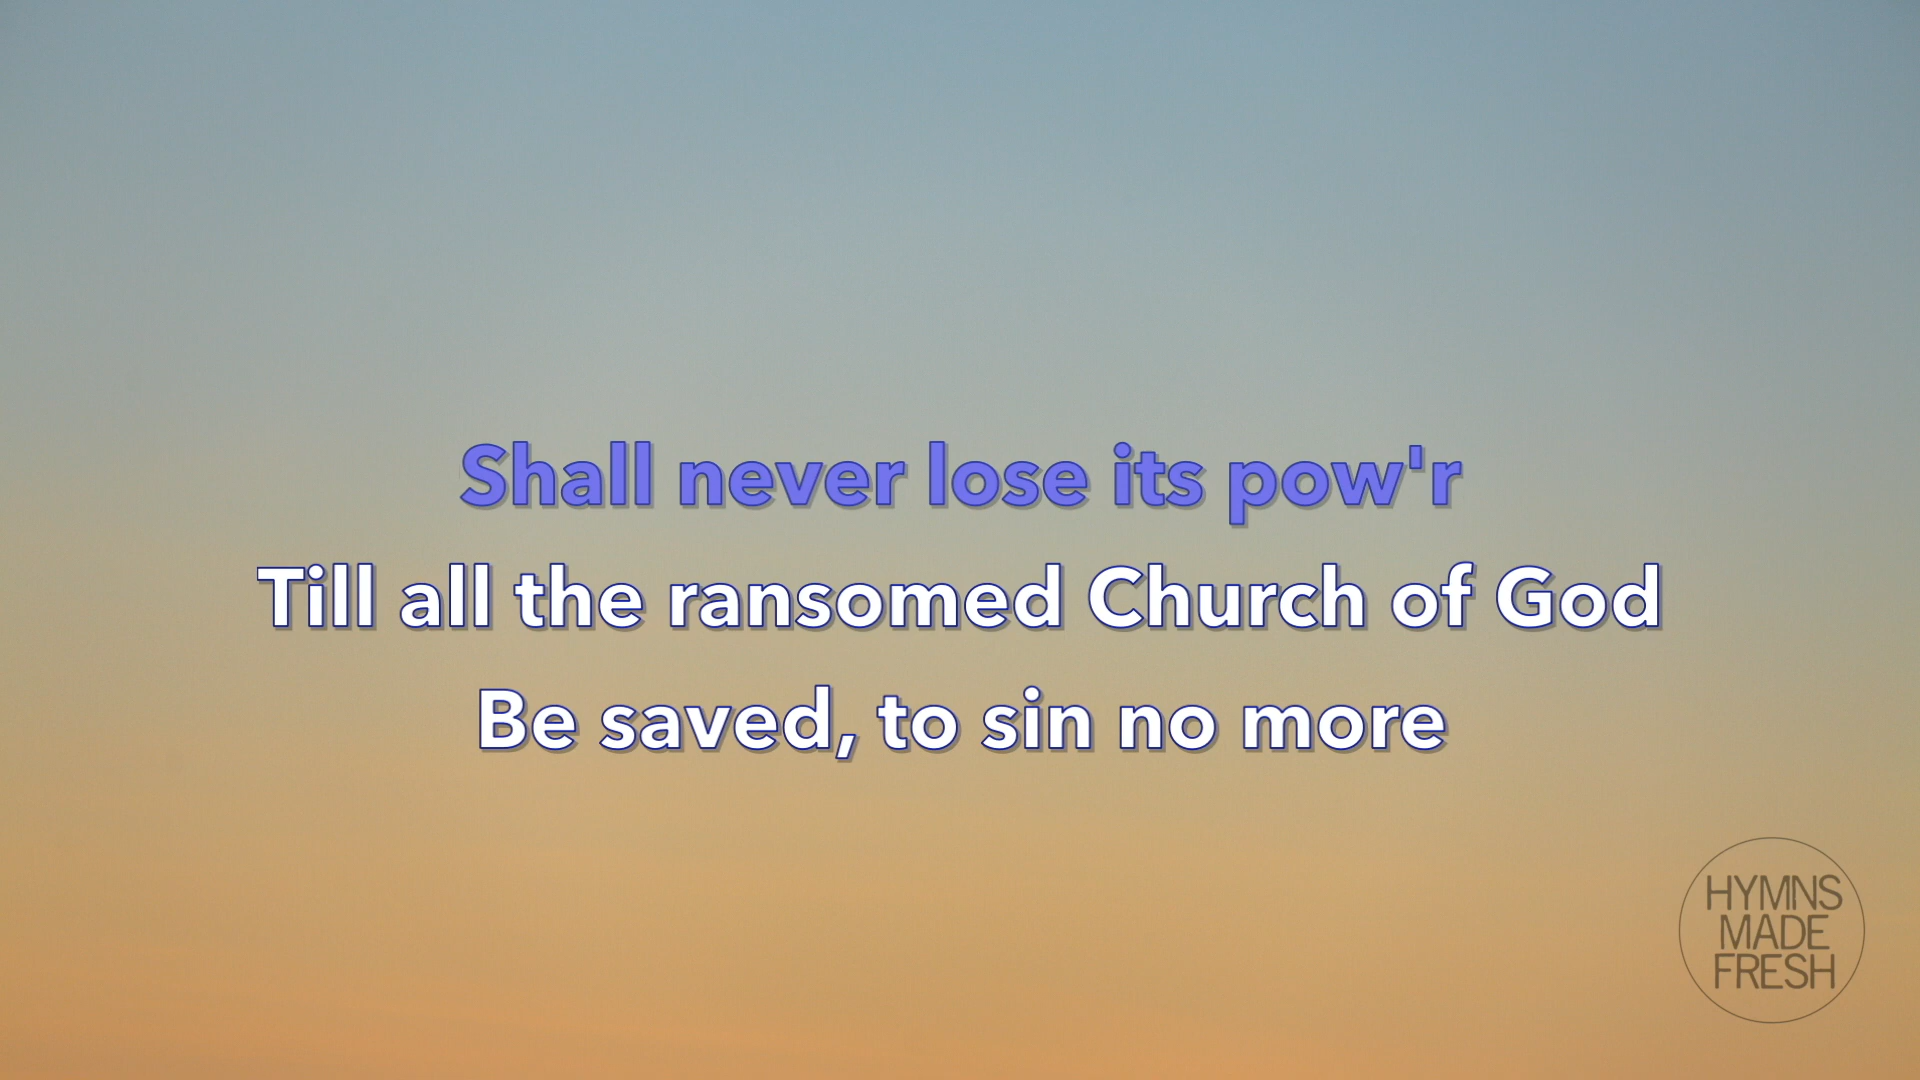 Shall never lose its pow'r
Till all the ransomed Church of God
Be saved, to sin no more
HYMNS
MADE
FRESH